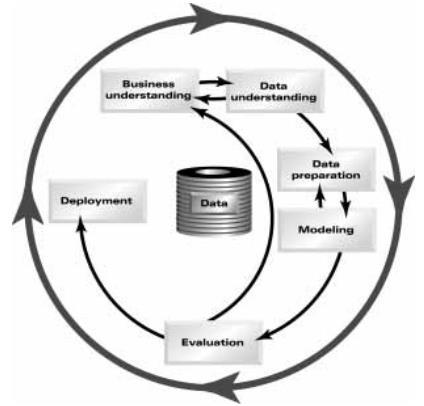 Business
understanding
Data
understanding
Data
preparation
Modeling
Evaluation
Deployment
Data